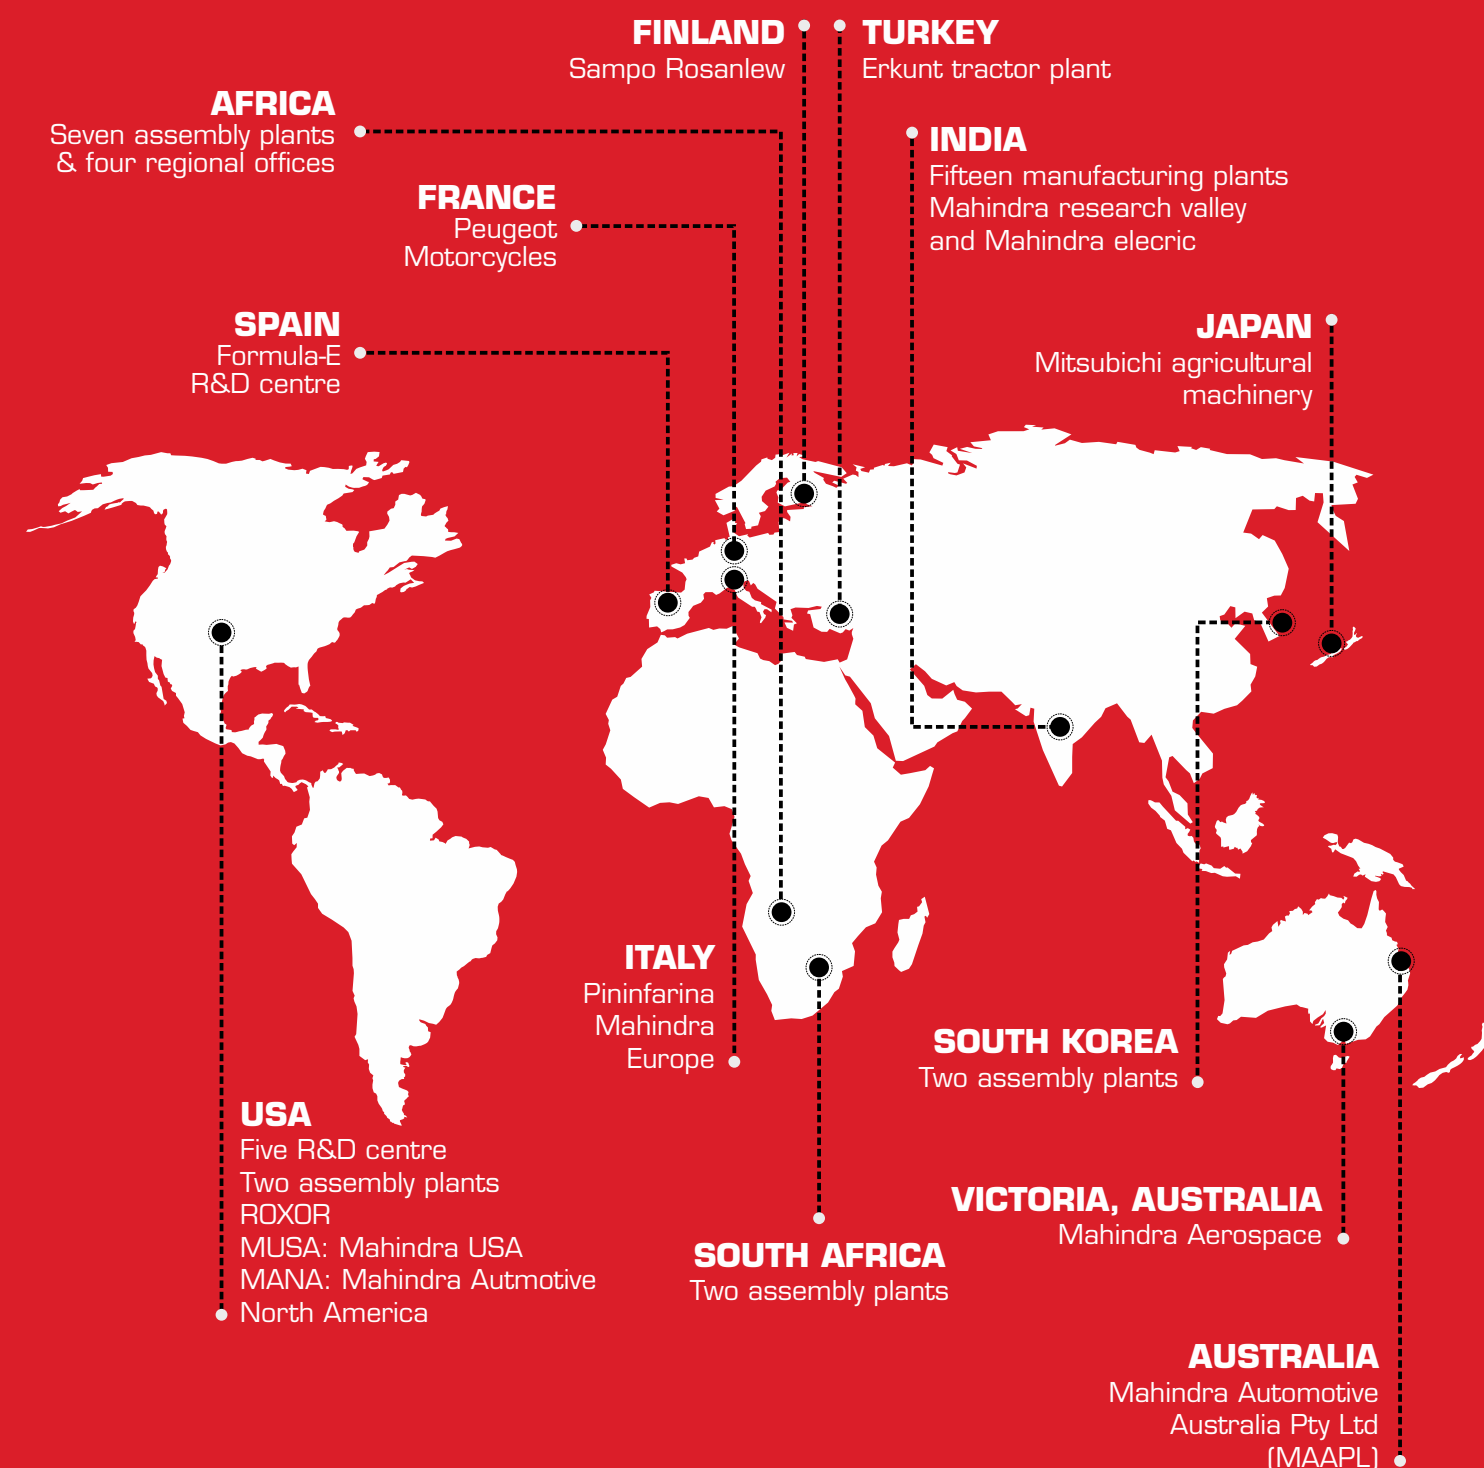 FINLAND
Sampo Rosanlew
TURKEY
Erkunt tractor plant
AFRICA
Seven assembly plants
& four regional offices
INDIA
Fifteen manufacturing plants
Mahindra research valley
and Mahindra elecric
FRANCE
Peugeot
Motorcycles
SPAIN
Formula-E
R&D centre
JAPAN
Mitsubichi agricultural
machinery
ITALY
Pininfarina
Mahindra
Europe
SOUTH KOREA
Two assembly plants
USA
Five R&D centre
Two assembly plants
ROXOR
MUSA: Mahindra USA
MANA: Mahindra Autmotive
North America
VICTORIA, AUSTRALIA
Mahindra Aerospace
SOUTH AFRICA
Two assembly plants
AUSTRALIA
Mahindra Automotive
Australia Pty Ltd
(MAAPL)